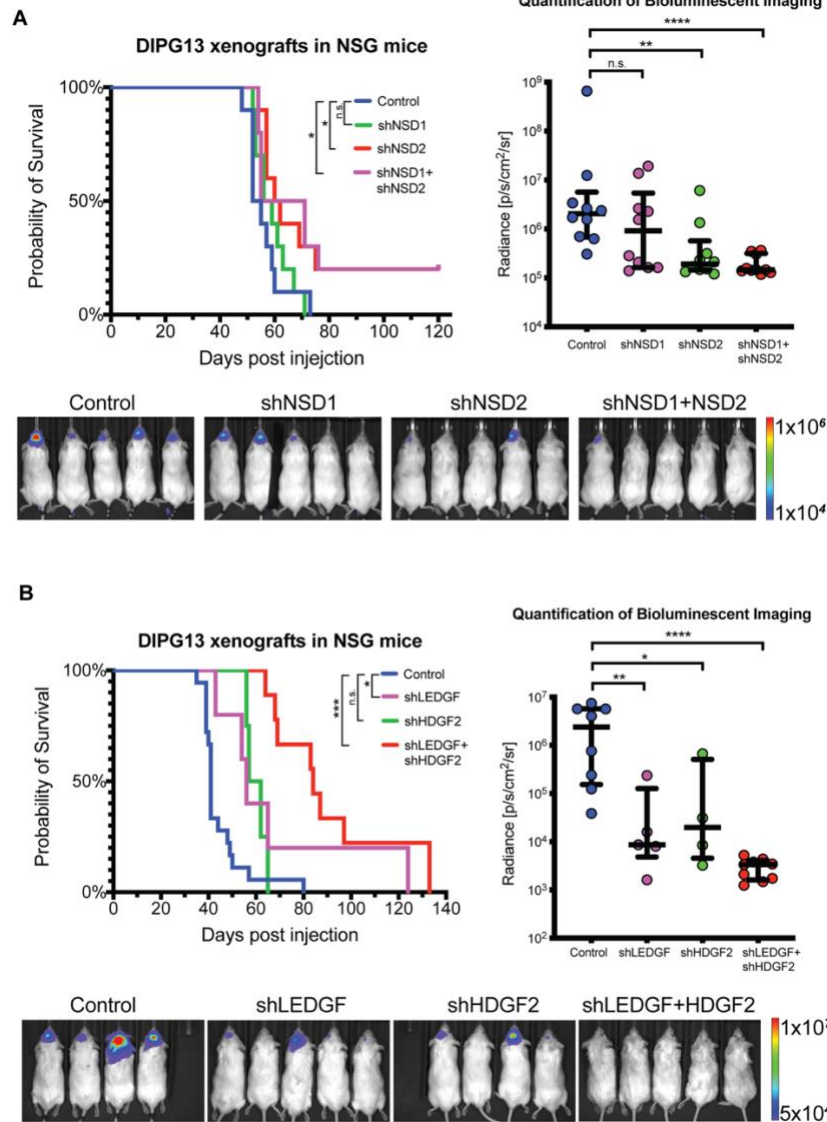 Quantification of Bioluminescent Imaging
A
DIPG13 xenografts in NSG mice
Probability of Survival
100%
50%
0%
0 20 40 60 80 100 120
Days post injejction
* * n.s.
Control
shNSD1
shNSD2
shNSD1+
shNSD2
****
**
n.s.
Radiance [p/s/cm²/sr]
10⁹
10⁸
10⁷
10⁶
10⁵
10⁴
Control shNSD1 shNSD2 shNSD1+
shNSD2
Control shNSD1 shNSD2 shNSD1+NSD2
1x10⁶
1x10⁴
B
DIPG13 xenografts in NSG mice
Probability of Survival
100%
50%
0%
0 20 40 60 80 100 120 140
Days post injection
*** n.s. *
Control
shLEDGF
shHDGF2
shLEDGF+
shHDGF2
Quantification of Bioluminescent Imaging
****
*
**
Radiance [p/s/cm²/sr]
10⁷
10⁶
10⁵
10⁴
10³
10²
Control shLEDGF shHDGF2 shLEDGF+
shHDGF2
Control shLEDGF shHDGF2 shLEDGF+HDGF2